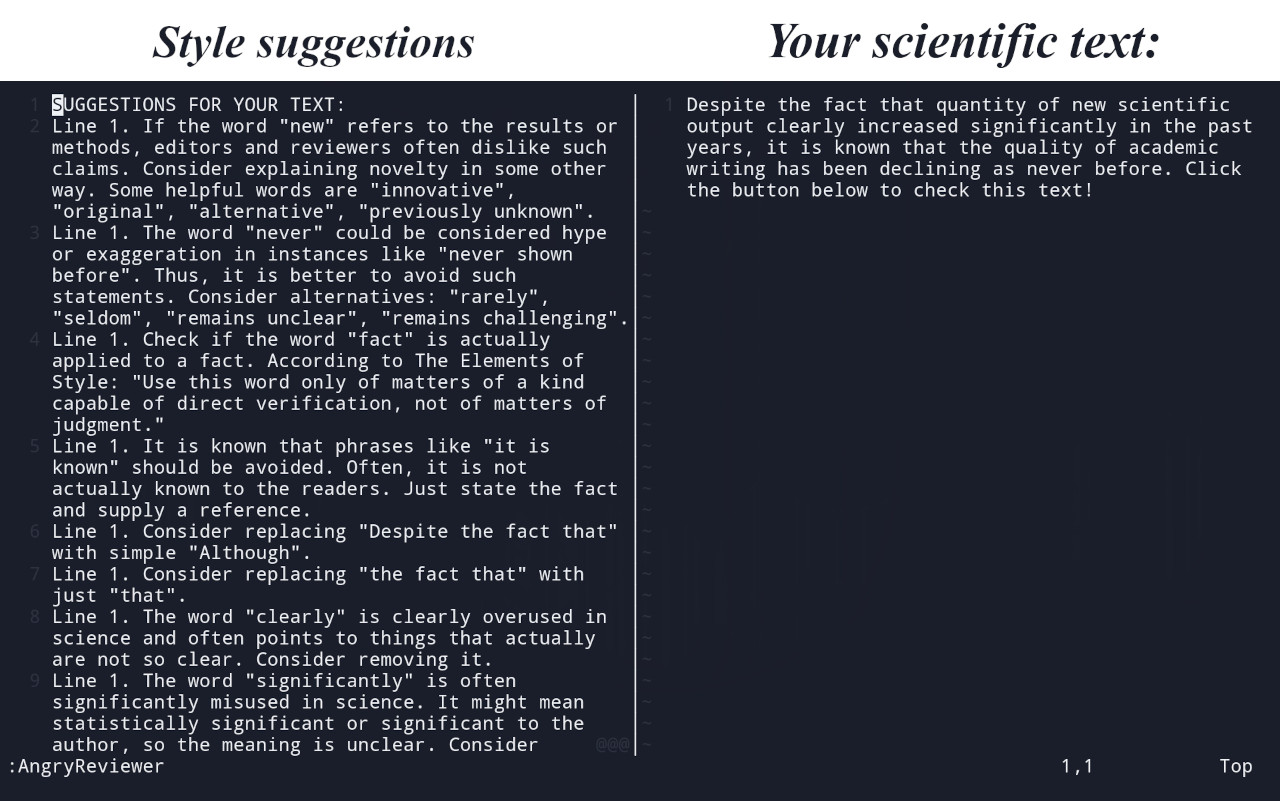 Style suggestions
Your scientific text:
1 SUGGESTIONS FOR YOUR TEXT:
2 Line 1. If the word "new" refers to the results or
methods, editors and reviewers often dislike such
claims. Consider explaining novelty in some other
way. Some helpful words are "innovative",
"original", "alternative", "previously unknown".
3 Line 1. The word "never" could be considered hype
or exaggeration in instances like "never shown
before". Thus, it is better to avoid such
statements. Consider alternatives: "rarely",
"seldom", "remains unclear", "remains challenging".
4 Line 1. Check if the word "fact" is actually
applied to a fact. According to The Elements of
Style: "Use this word only of matters of a kind
capable of direct verification, not of matters of
judgment."
5 Line 1. It is known that phrases like "it is
known" should be avoided. Often, it is not
actually known to the readers. Just state the fact
and supply a reference.
6 Line 1. Consider replacing "Despite the fact that"
with simple "Although".
7 Line 1. Consider replacing "the fact that" with
just "that".
8 Line 1. The word "clearly" is clearly overused in
science and often points to things that actually
are not so clear. Consider removing it.
9 Line 1. The word "significantly" is often
significantly misused in science. It might mean
statistically significant or significant to the
author, so the meaning is unclear. Consider @@@
1 Despite the fact that quantity of new scientific
output clearly increased significantly in the past
years, it is known that the quality of academic
writing has been declining as never before. Click
the button below to check this text!
:AngryReviewer 1,1 Top